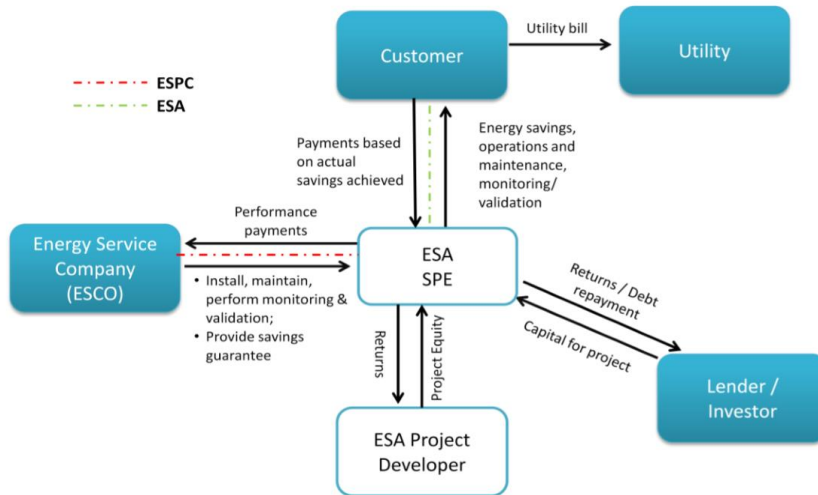 Customer
Utility bill
Utility
ESPC
ESA
Payments based
on actual
savings achieved
Energy savings,
operations and
maintenance,
monitoring/
validation
Performance
payments
Energy Service
Company
(ESCO)
ESA
SPE
• Install, maintain,
perform monitoring &
validation;
• Provide savings
guarantee
Returns / Debt
repayment
Capital for project
Returns
Project Equity
Lender /
Investor
ESA Project
Developer